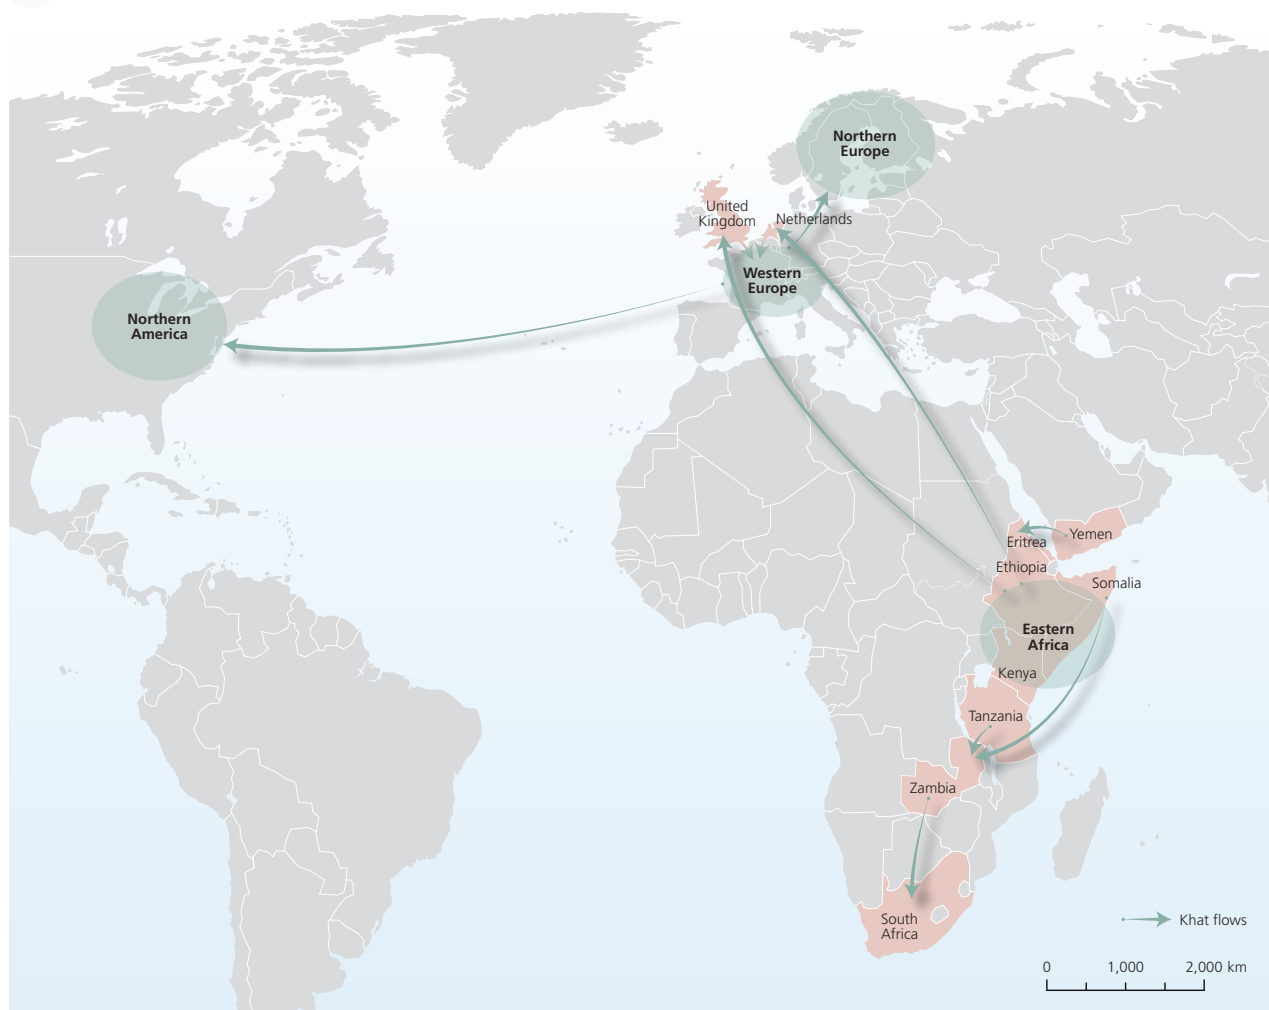 Northern
Europe
United
Kingdom
Netherlands
Western
Europe
Northern
America
Yemen
Eritrea
Ethiopia
Somalia
Eastern
Africa
Kenya
Tanzania
Zambia
South
Africa
Khat flows
0 1,000 2,000 km